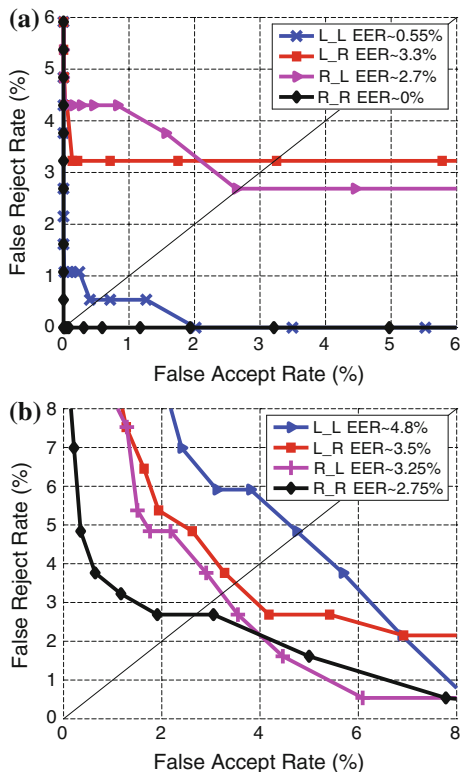 (a)
6
5
4
3
2
1
0
False Reject Rate (%)
L_L EER~0.55%
L_R EER~3.3%
R_L EER~2.7%
R_R EER~0%
0 1 2 3 4 5 6
False Accept Rate (%)
(b)
8
7
6
5
4
3
2
1
0
False Reject Rate (%)
L_L EER~4.8%
L_R EER~3.5%
R_L EER~3.25%
R_R EER~2.75%
0 2 4 6 8
False Accept Rate (%)